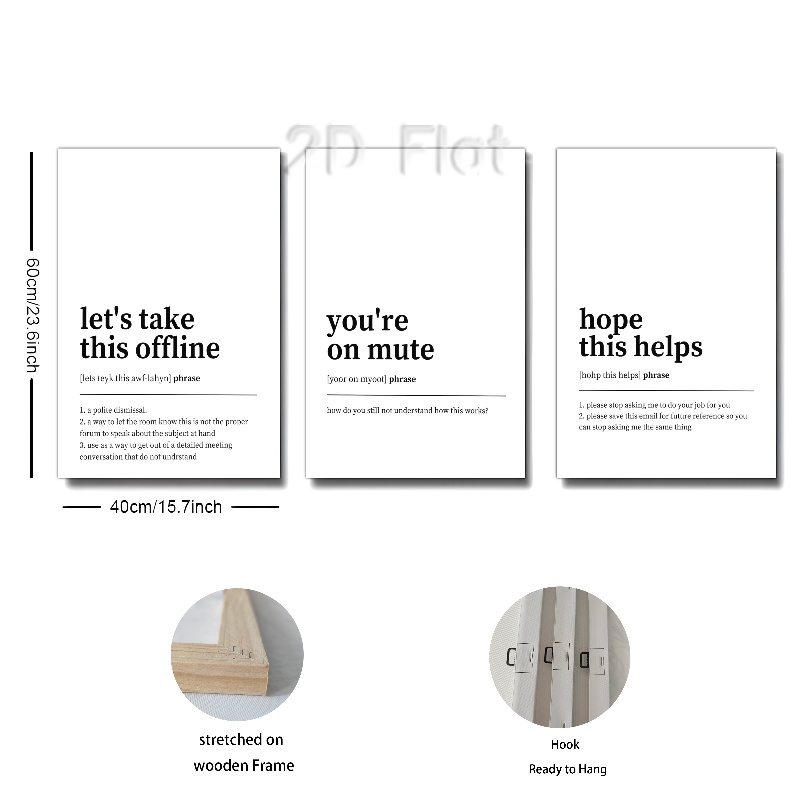 2D Flat
let's take
this offline
[lets teyk this awf-lahyn] phrase
1. a polite dismissal.
2. a way to let the room know this is not the proper
forum to speak about the subject at hand
3. use as a way to get out of a detailed meeting
conversation that do not undrstand
you're
on mute
[yoor on myoot] phrase
how do you still not understand how this works?
hope
this helps
[hohp this helps] phrase
1. please stop asking me to do your job for you
2. please save this email for future reference so you
can stop asking me the same thing
60cm/23.6inch
40cm/15.7inch
stretched on
wooden Frame
Hook
Ready to Hang